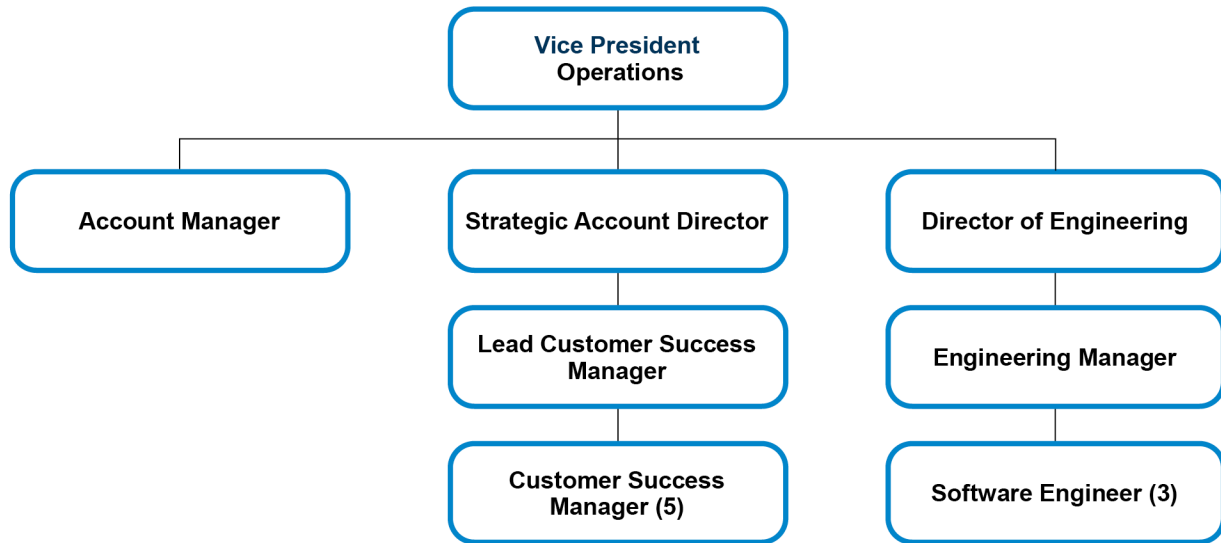 Vice President
Operations
Account Manager
Strategic Account Director
Director of Engineering
Lead Customer Success
Manager
Engineering Manager
Customer Success
Manager (5)
Software Engineer (3)